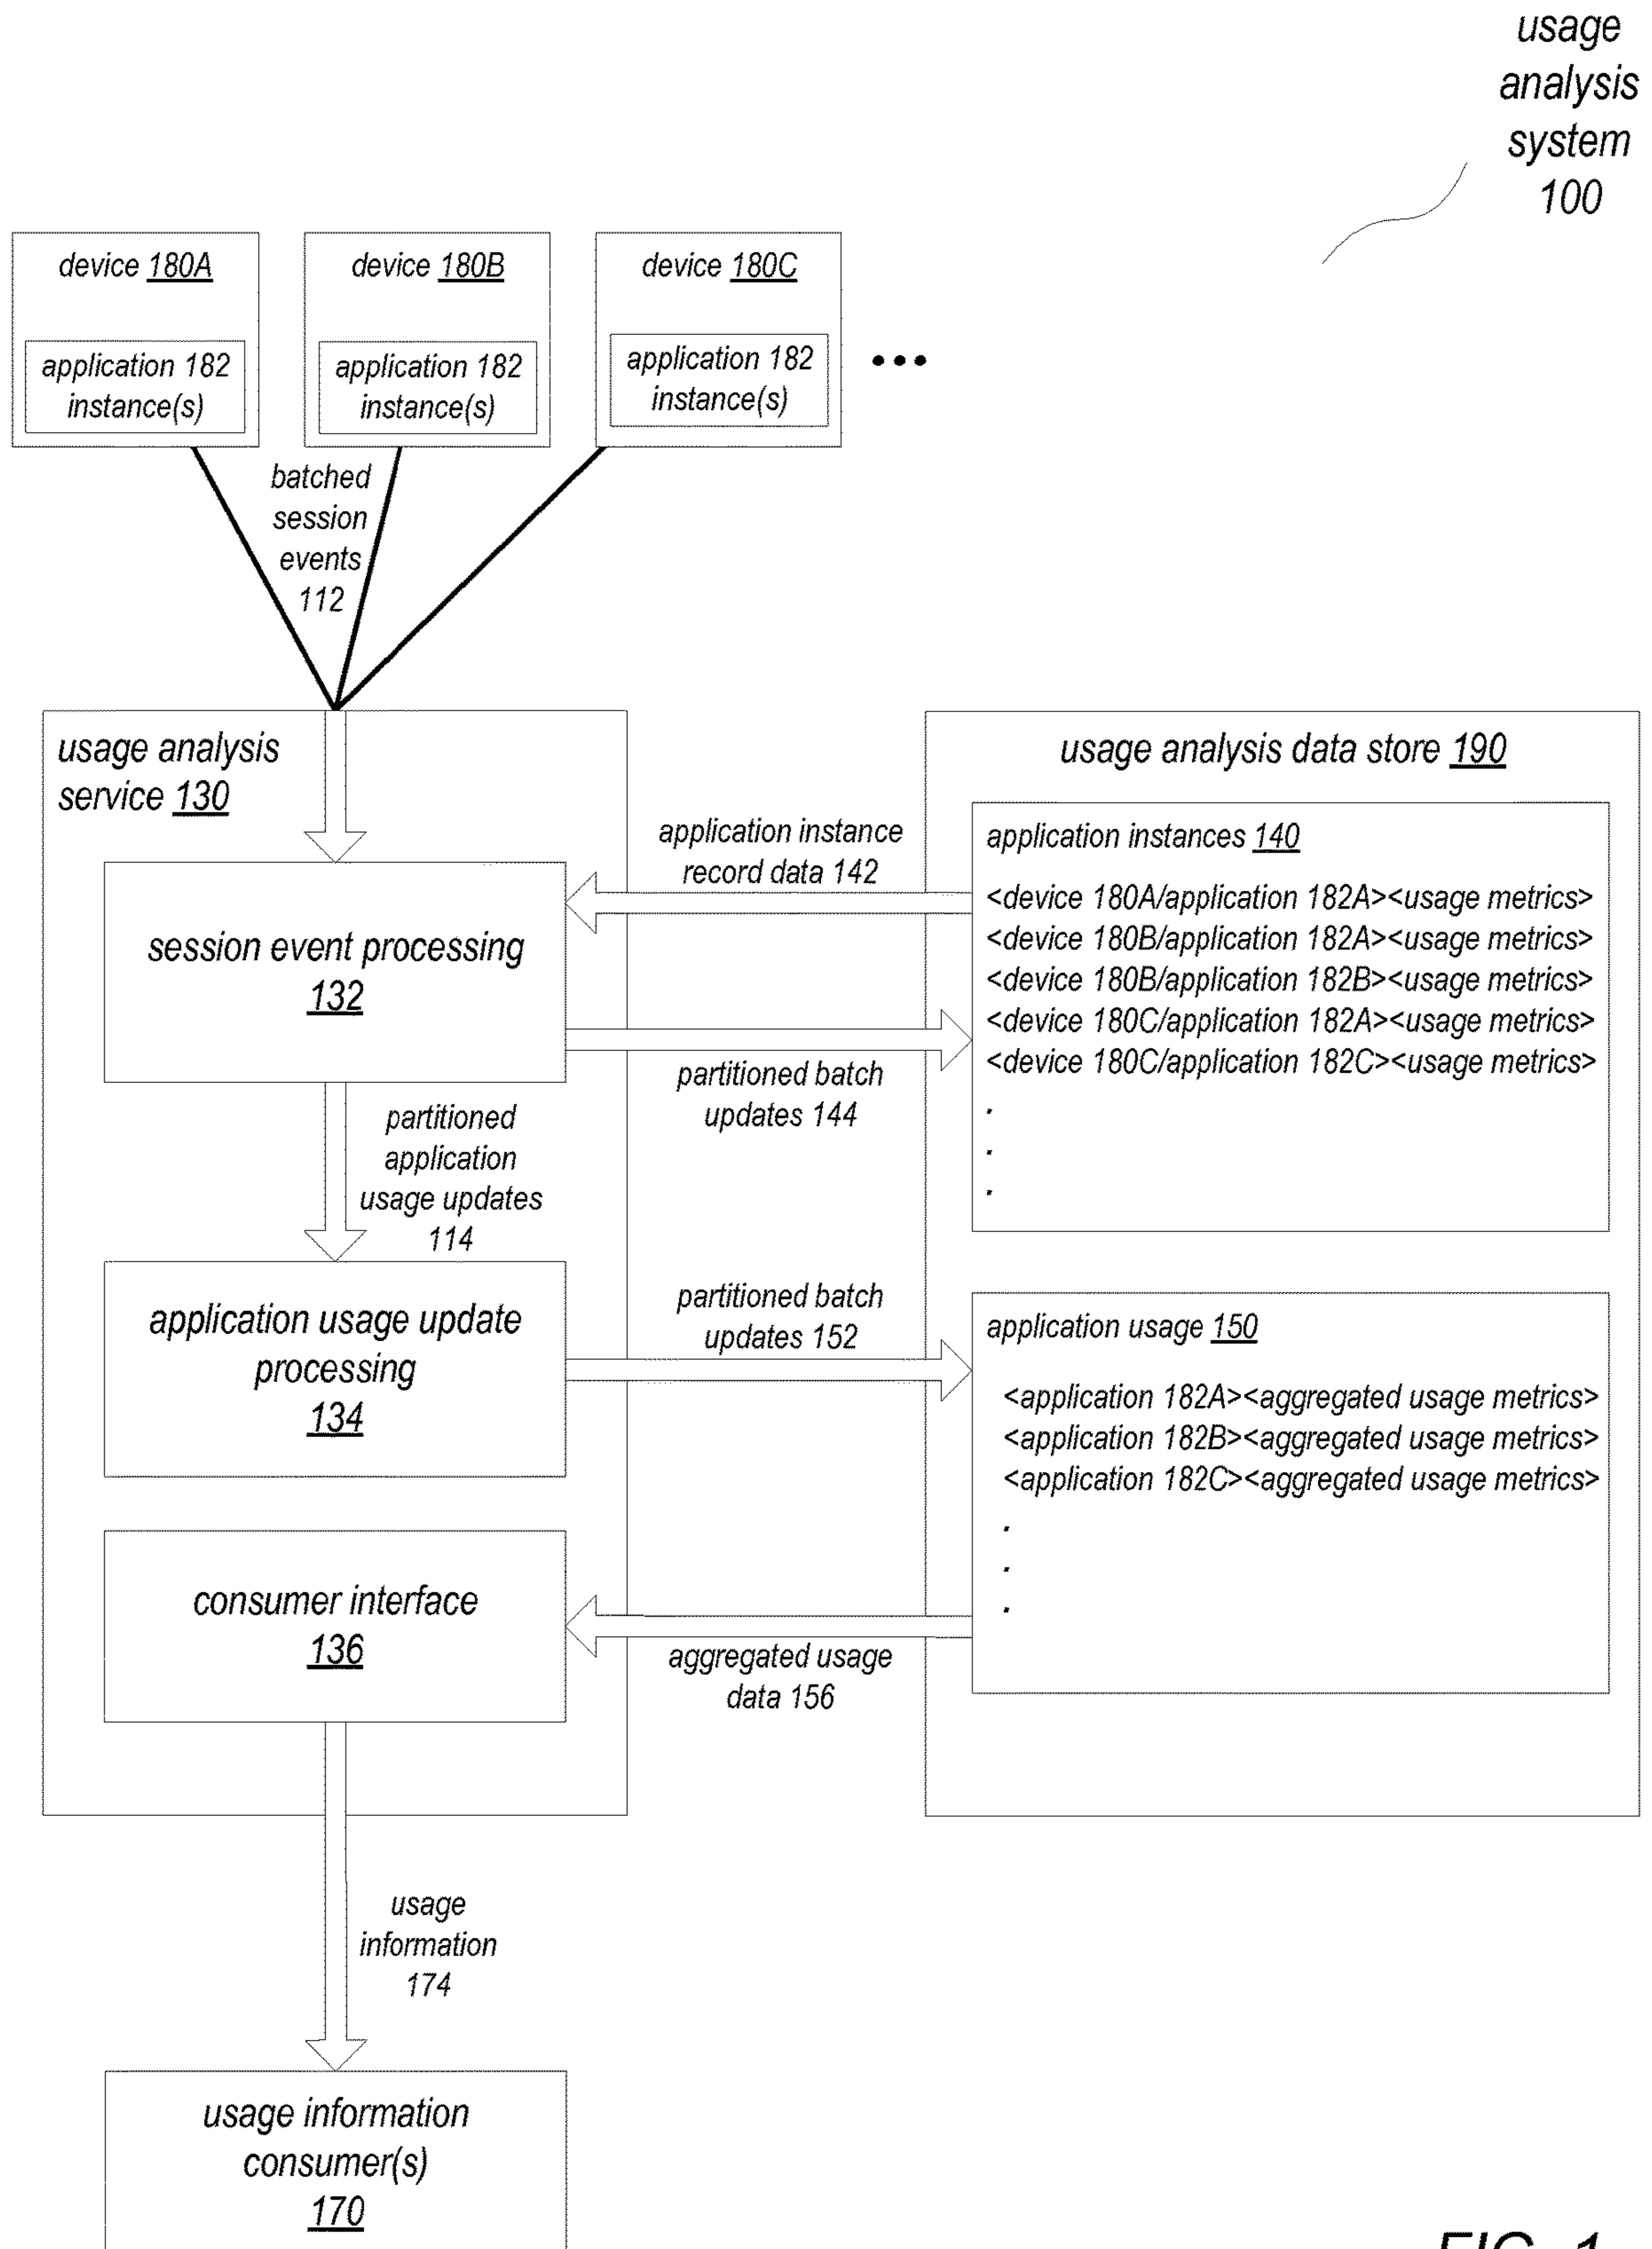 usage
analysis
system
100
device 180A
device 180B
device 180C
application 182
instance(s)
application 182
instance(s)
application 182
instance(s)
•••
batched
session
events
112
usage analysis
service 130
usage analysis data store 190
application instance
record data 142
application instances 140
<device 180A/application 182A><usage metrics>
<device 180B/application 182A><usage metrics>
<device 180B/application 182B><usage metrics>
<device 180C/application 182A><usage metrics>
<device 180C/application 182C><usage metrics>
.
.
.
session event processing
132
partitioned batch
updates 144
partitioned
application
usage updates
114
application usage update
processing
134
partitioned batch
updates 152
application usage 150
<application 182A><aggregated usage metrics>
<application 182B><aggregated usage metrics>
<application 182C><aggregated usage metrics>
.
.
.
consumer interface
136
aggregated usage
data 156
usage
information
174
usage information
consumer(s)
170
FIG. 1